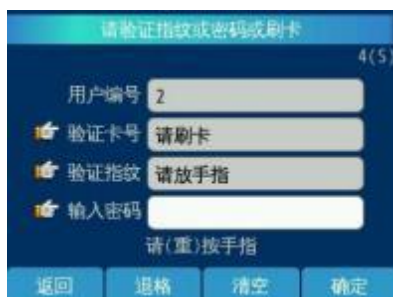 请验证指纹或密码或刷卡
4(S)
用户编号 2
验证卡号 请刷卡
验证指纹 请放手指
输入密码
请(重)按手指
返回 退格 清空 确定